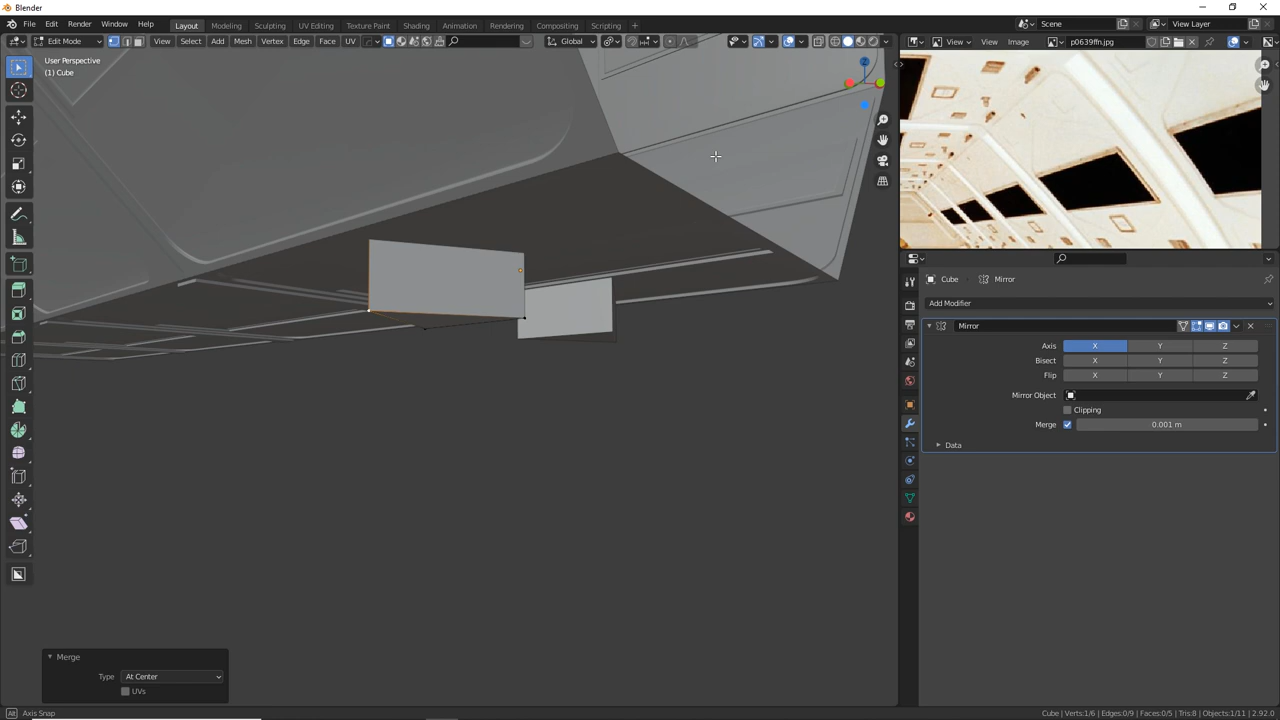 Blender
File Edit Render Window Help Layout Modeling Sculpting UV Editing Texture Paint Shading Animation Rendering Compositing Scripting + Scene View Layer
Edit Mode View Select Add Mesh Vertex Edge Face UV Global View View Image p0639ffn.jpg
User Perspective
(1) Cube
Z
Cube Mirror
Add Modifier
Mirror
Axis X Y Z
Bisect X Y Z
Flip X Y Z
Mirror Object
Clipping
Merge 0.001 m
Data
Merge
Type At Center
UVs
Alt Axis Snap Cube | Verts:1/6 | Edges:0/9 | Faces:0/5 | Tris:8 | Objects:1/11 | 2.92.0